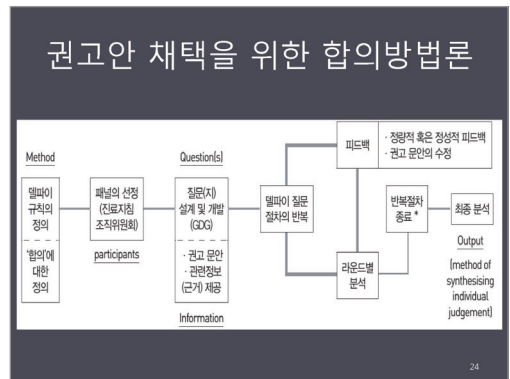 권고안 채택을 위한 합의방법론
Method
델파이
규칙의
정의
'합의'에
대한
정의
패널의 선정
(진료지침
조직위원회)
participants
Question(s)
질문(지)
설계 및 개발
(GDG)
· 권고 문안
· 관련정보
(근거) 제공
Information
델파이 질문
절차의 반복
피드백
· 정량적 혹은 정성적 피드백
· 권고 문안의 수정
라운드별
분석
반복절차
종료 *
최종 분석
Output
(method of
synthesising
individual
judgement)
24